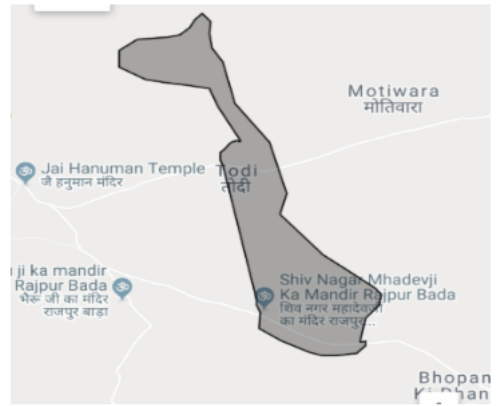 Motiwara
मोतिवारा
Jai Hanuman Temple
जै हनुमान मंदिर
Todi
तोदी
ji ka mandir
Rajpur Bada
भैरू जी का मंदिर
राजपुर बाड़ा
Shiv Nagar Mhadevji
Ka Mandir Rajpur Bada
शिव नगर महादेवजी
का मंदिर राजपुर...
Bhopan